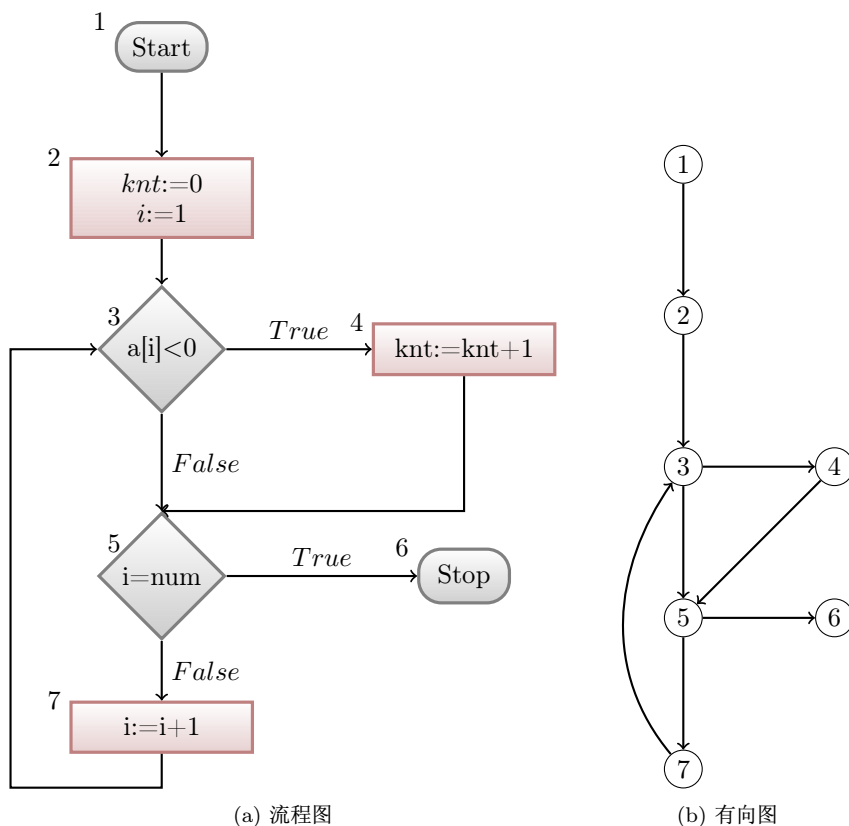 1
Start
2
knt:=0
i:=1
3
a[i]<0
True
4
knt:=knt+1
False
5
i=num
True
6
Stop
False
7
i:=i+1
(a) 流程图
1
2
3
4
5
6
7
(b) 有向图